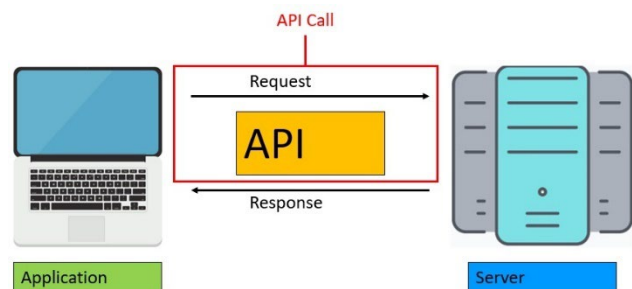 API Call
Request
API
Response
Application
Server